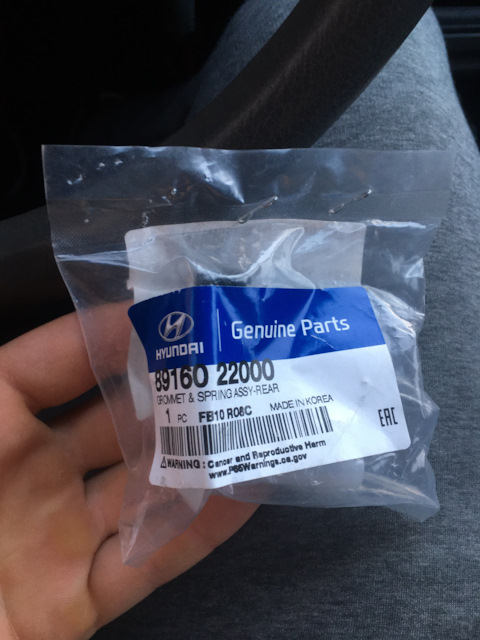 HYUNDAI
Genuine Parts
89160 22000
GROMMET & SPRING ASSY-REAR
1 PC FB10 R08C MADE IN KOREA
EAC
⚠WARNING : Cancer and Reproductive Harm
www.P65Warnings.ca.gov